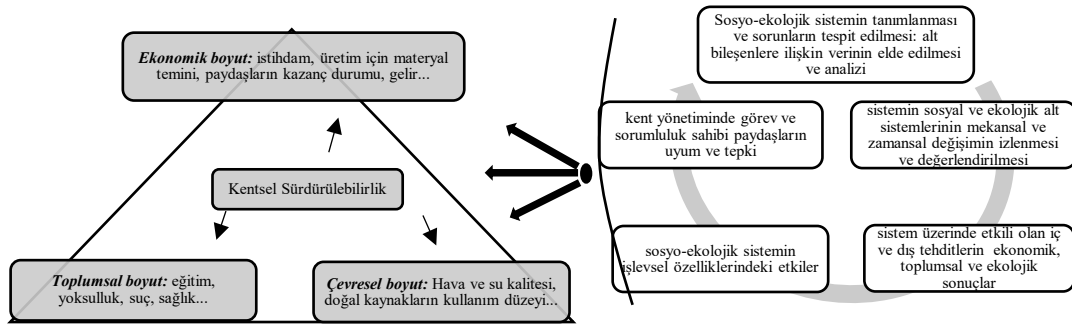 Ekonomik boyut: istihdam, üretim için materyal
temini, paydaşların kazanç durumu, gelir...
Kentsel Sürdürülebilirlik
Toplumsal boyut: eğitim,
yoksulluk, suç, sağlık...
Çevresel boyut: Hava ve su kalitesi,
doğal kaynakların kullanım düzeyi...
Sosyo-ekolojik sistemin tanımlanması
ve sorunların tespit edilmesi: alt
bileşenlere ilişkin verinin elde edilmesi
ve analizi
kent yönetiminde görev ve
sorumluluk sahibi paydaşların
uyum ve tepki
sistemin sosyal ve ekolojik alt
sistemlerinin mekansal ve
zamansal değişimin izlenmesi
ve değerlendirilmesi
sosyo-ekolojik sistemin
işlevsel özelliklerindeki etkiler
sistem üzerinde etkili olan iç
ve dış tehditlerin ekonomik,
toplumsal ve ekolojik
sonuçlar